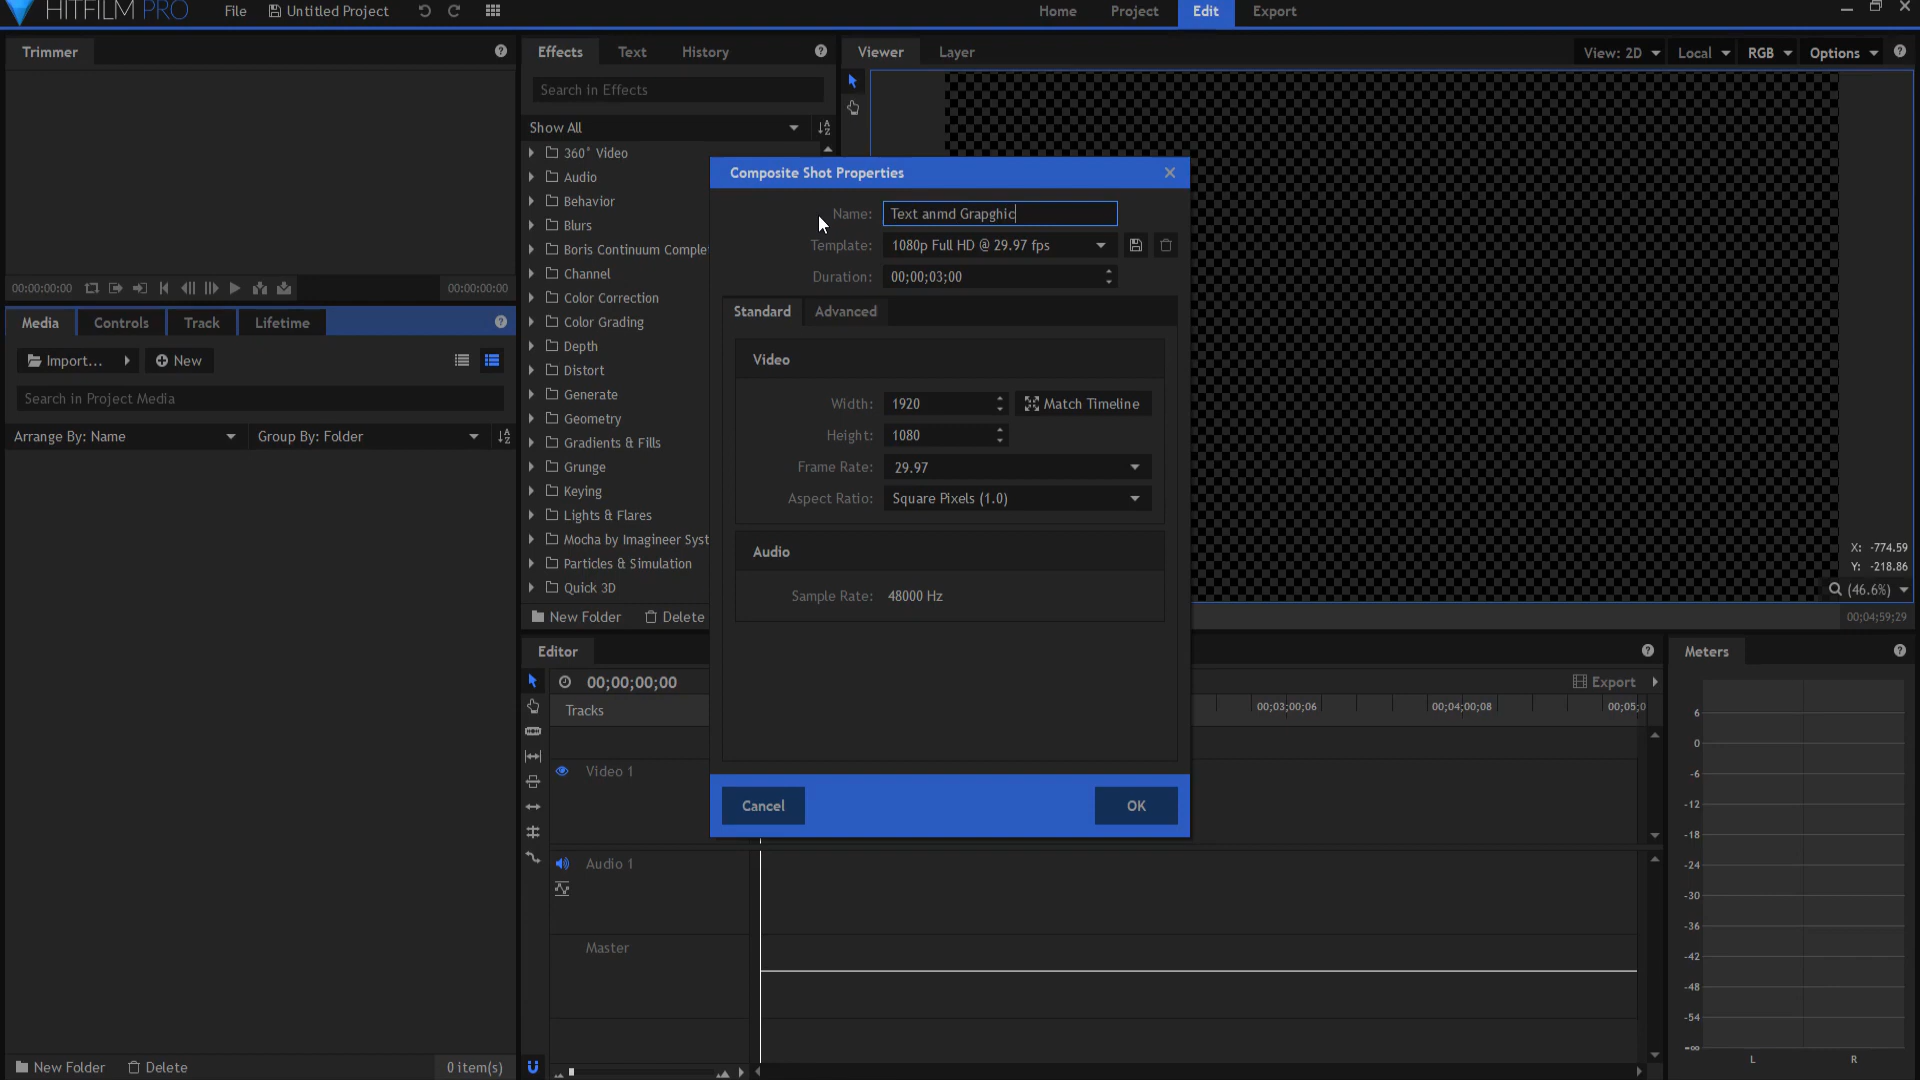 HITFILM PRO File Untitled Project Home Project Edit Export
Trimmer
Effects Text History
Viewer Layer View: 2D Local RGB Options
Search in Effects
Show All
360° Video
Audio
Behavior
Blurs
Boris Continuum Comple
Channel
Color Correction
Color Grading
Depth
Distort
Generate
Geometry
Gradients & Fills
Grunge
Keying
Lights & Flares
Mocha by Imagineer Syst
Particles & Simulation
Quick 3D
New Folder Delete
00:00:00:00 00:00:00:00
Media Controls Track Lifetime
Import... New
Search in Project Media
Arrange By: Name Group By: Folder
New Folder Delete 0 item(s)
Composite Shot Properties
Name: Text anmd Grapghic
Template: 1080p Full HD @ 29.97 fps
Duration: 00;00;03;00
Standard Advanced
Video
Width: 1920 Match Timeline
Height: 1080
Frame Rate: 29.97
Aspect Ratio: Square Pixels (1.0)
Audio
Sample Rate: 48000 Hz
Cancel OK
X: -774.59
Y: -218.86
(46.6%)
00;04;59;29
Editor
00;00;00;00 Export
Tracks 00;03;00;06 00;04;00;08 00;05;0
Video 1
Audio 1
Master
Meters
6
0
-6
-12
-18
-24
-30
-36
-42
-48
-54
-∞
L R